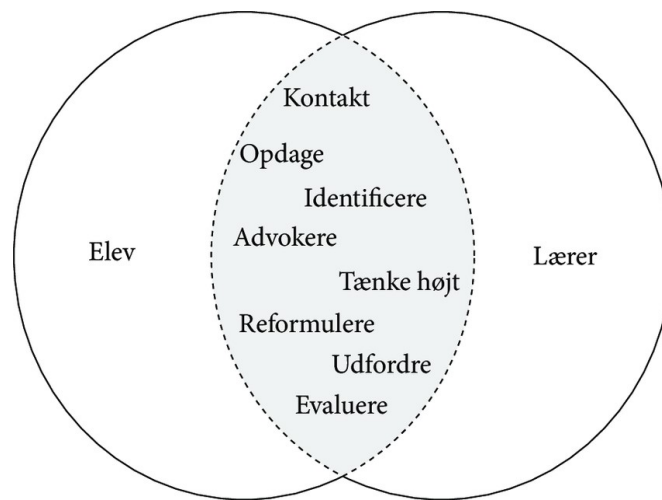 Kontakt
Opdage
Identificere
Advokere
Elev
Lærer
Tænke højt
Reformulere
Udfordre
Evaluere